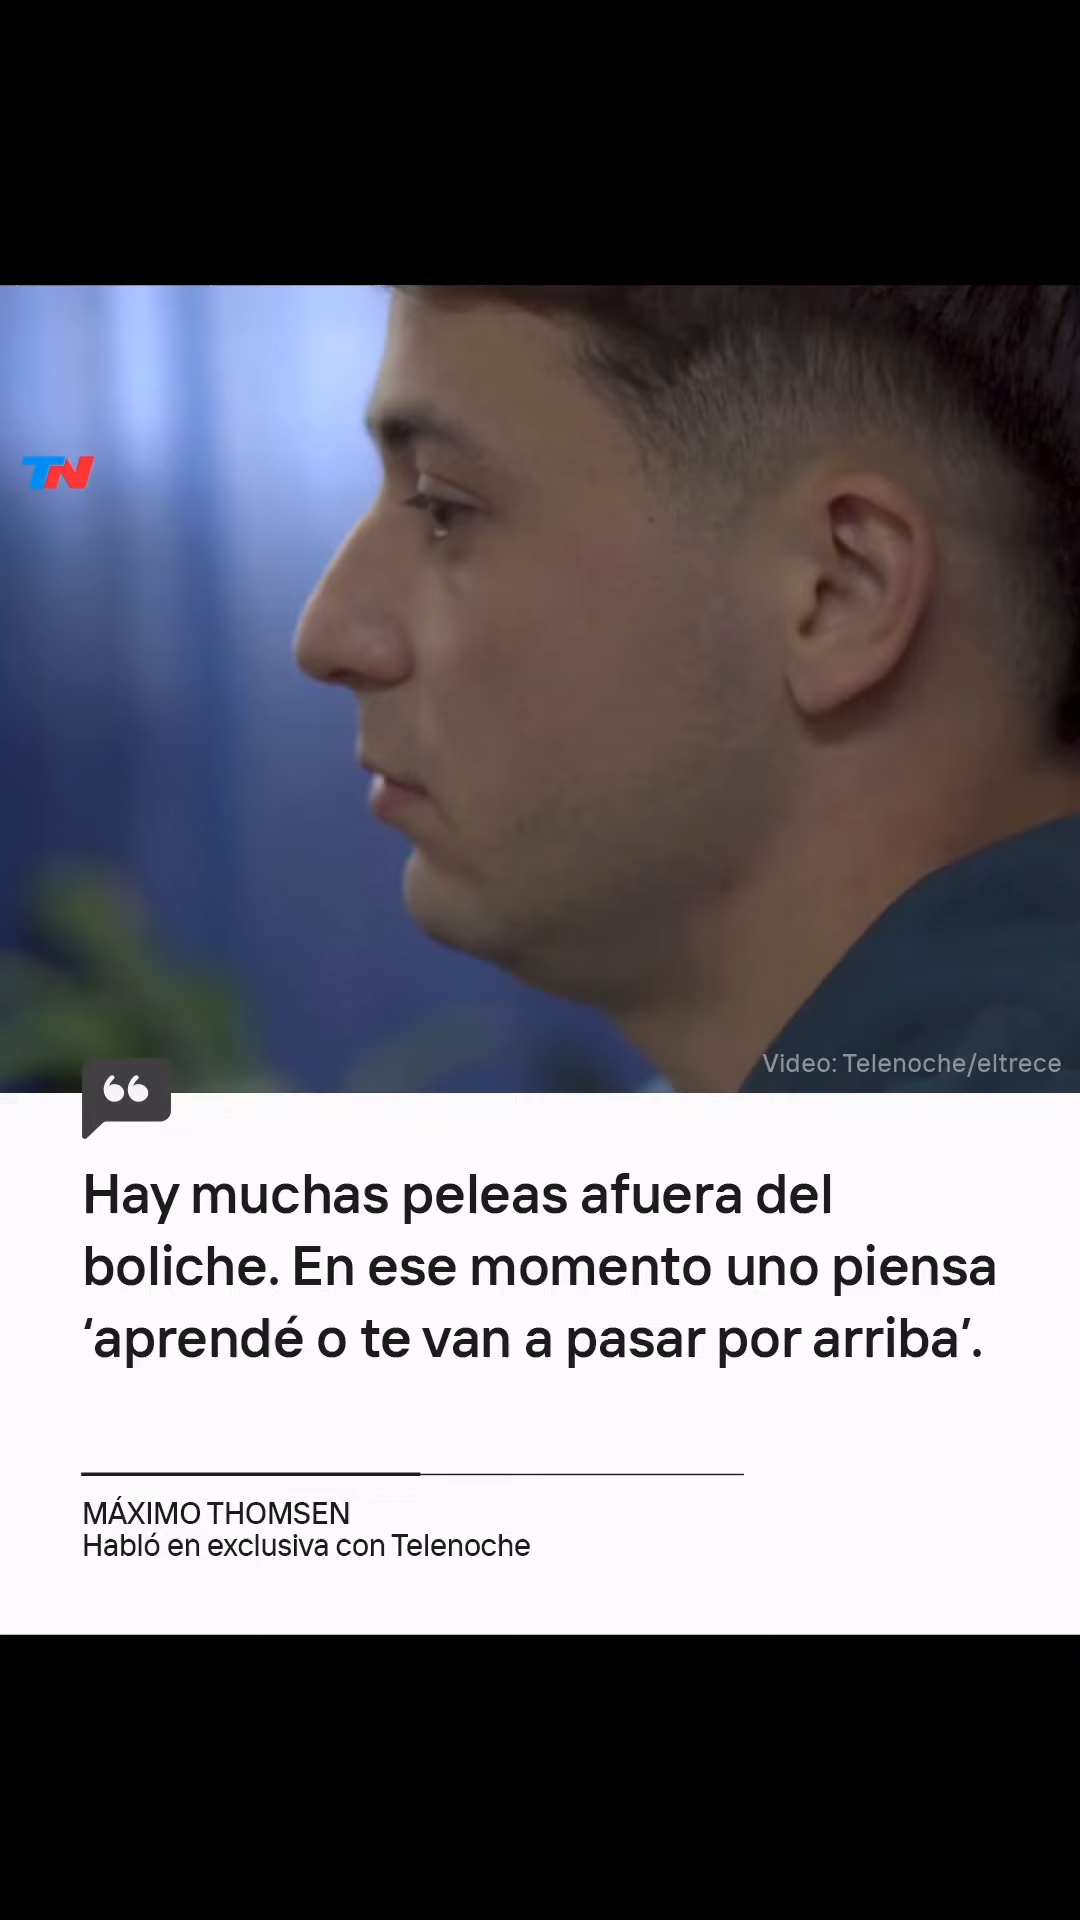 TN
Video: Telenoche/eltrece
“
Hay muchas peleas afuera del
boliche. En ese momento uno piensa
‘aprendé o te van a pasar por arriba’.
MÁXIMO THOMSEN
Habló en exclusiva con Telenoche